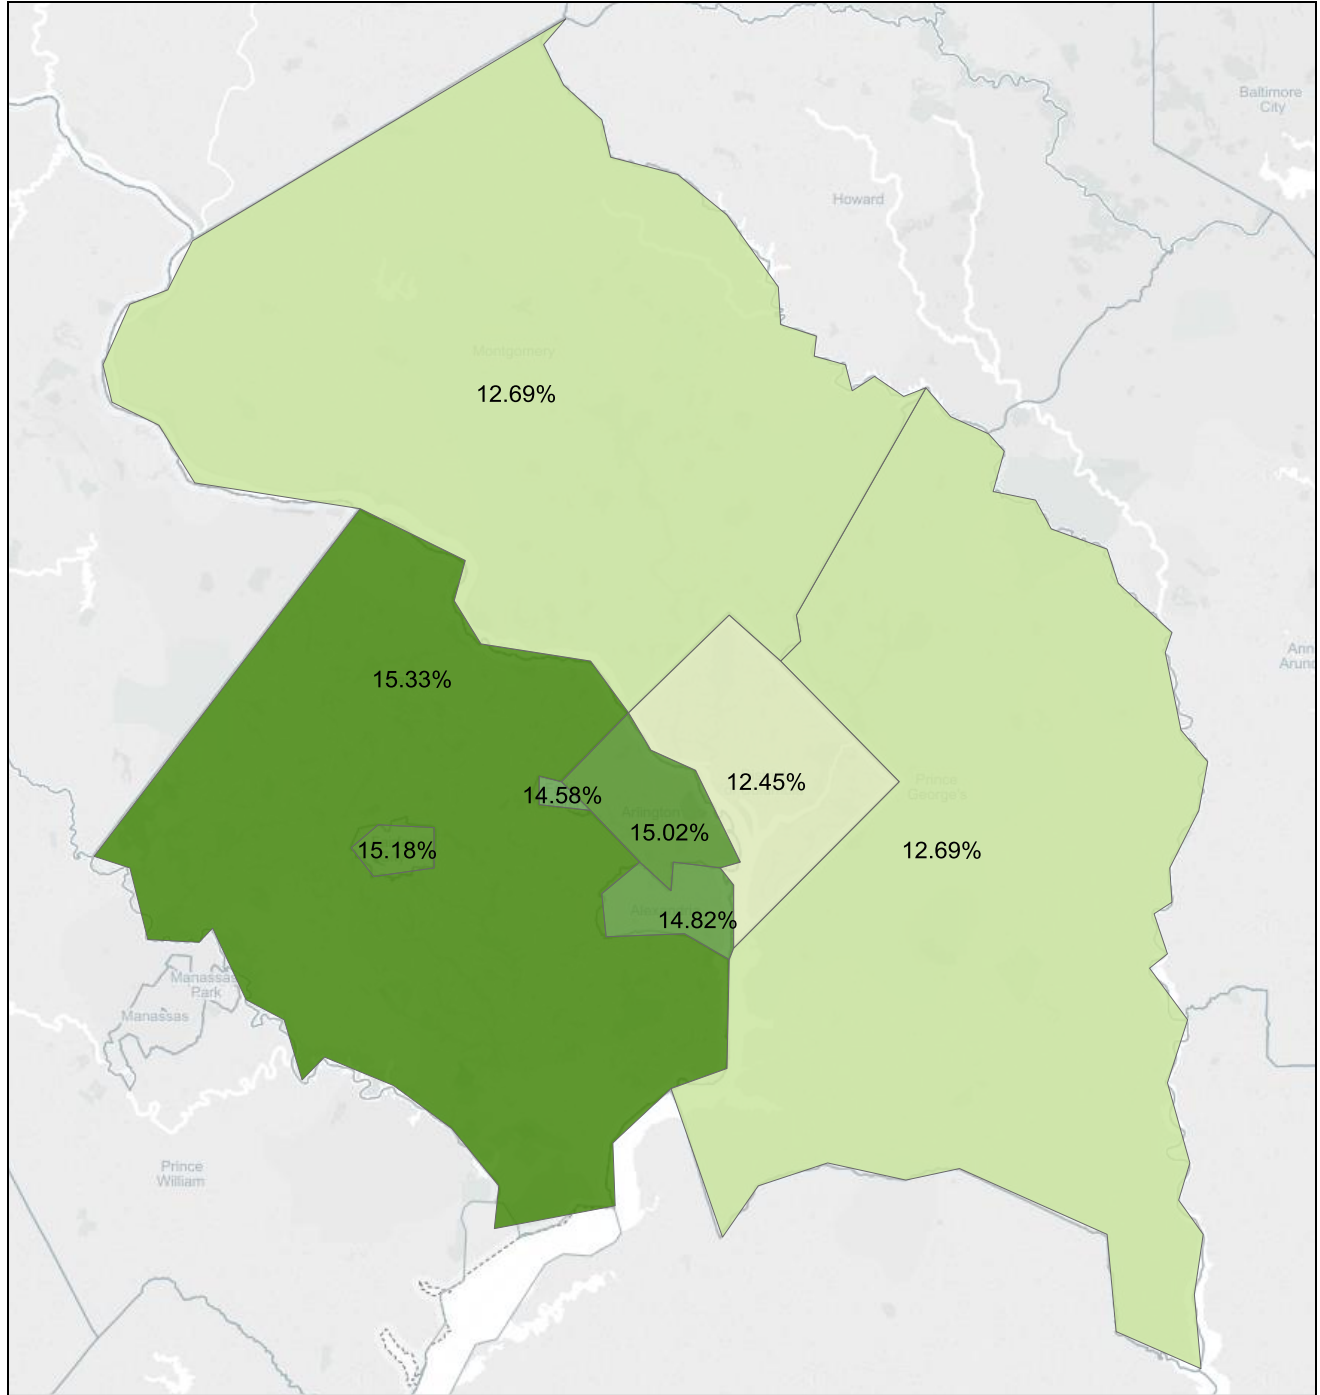 Baltimore
City
Howard
Montgomery
12.69%
Ann
Arund
15.33%
12.45%
Prince
George's
14.58%
Arlington
15.02%
15.18%
12.69%
14.82%
Manassas
Park
Manassas
Prince
William